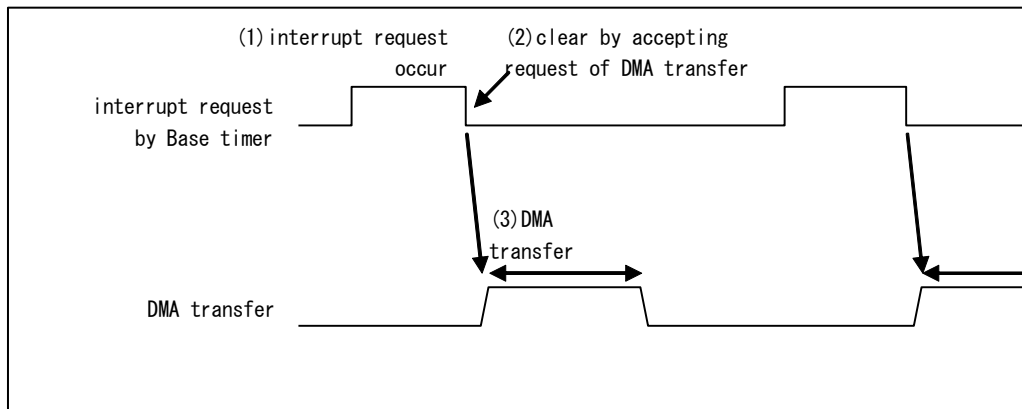 (1)interrupt request
occur
(2)clear by accepting
request of DMA transfer
interrupt request
by Base timer
(3)DMA
transfer
DMA transfer